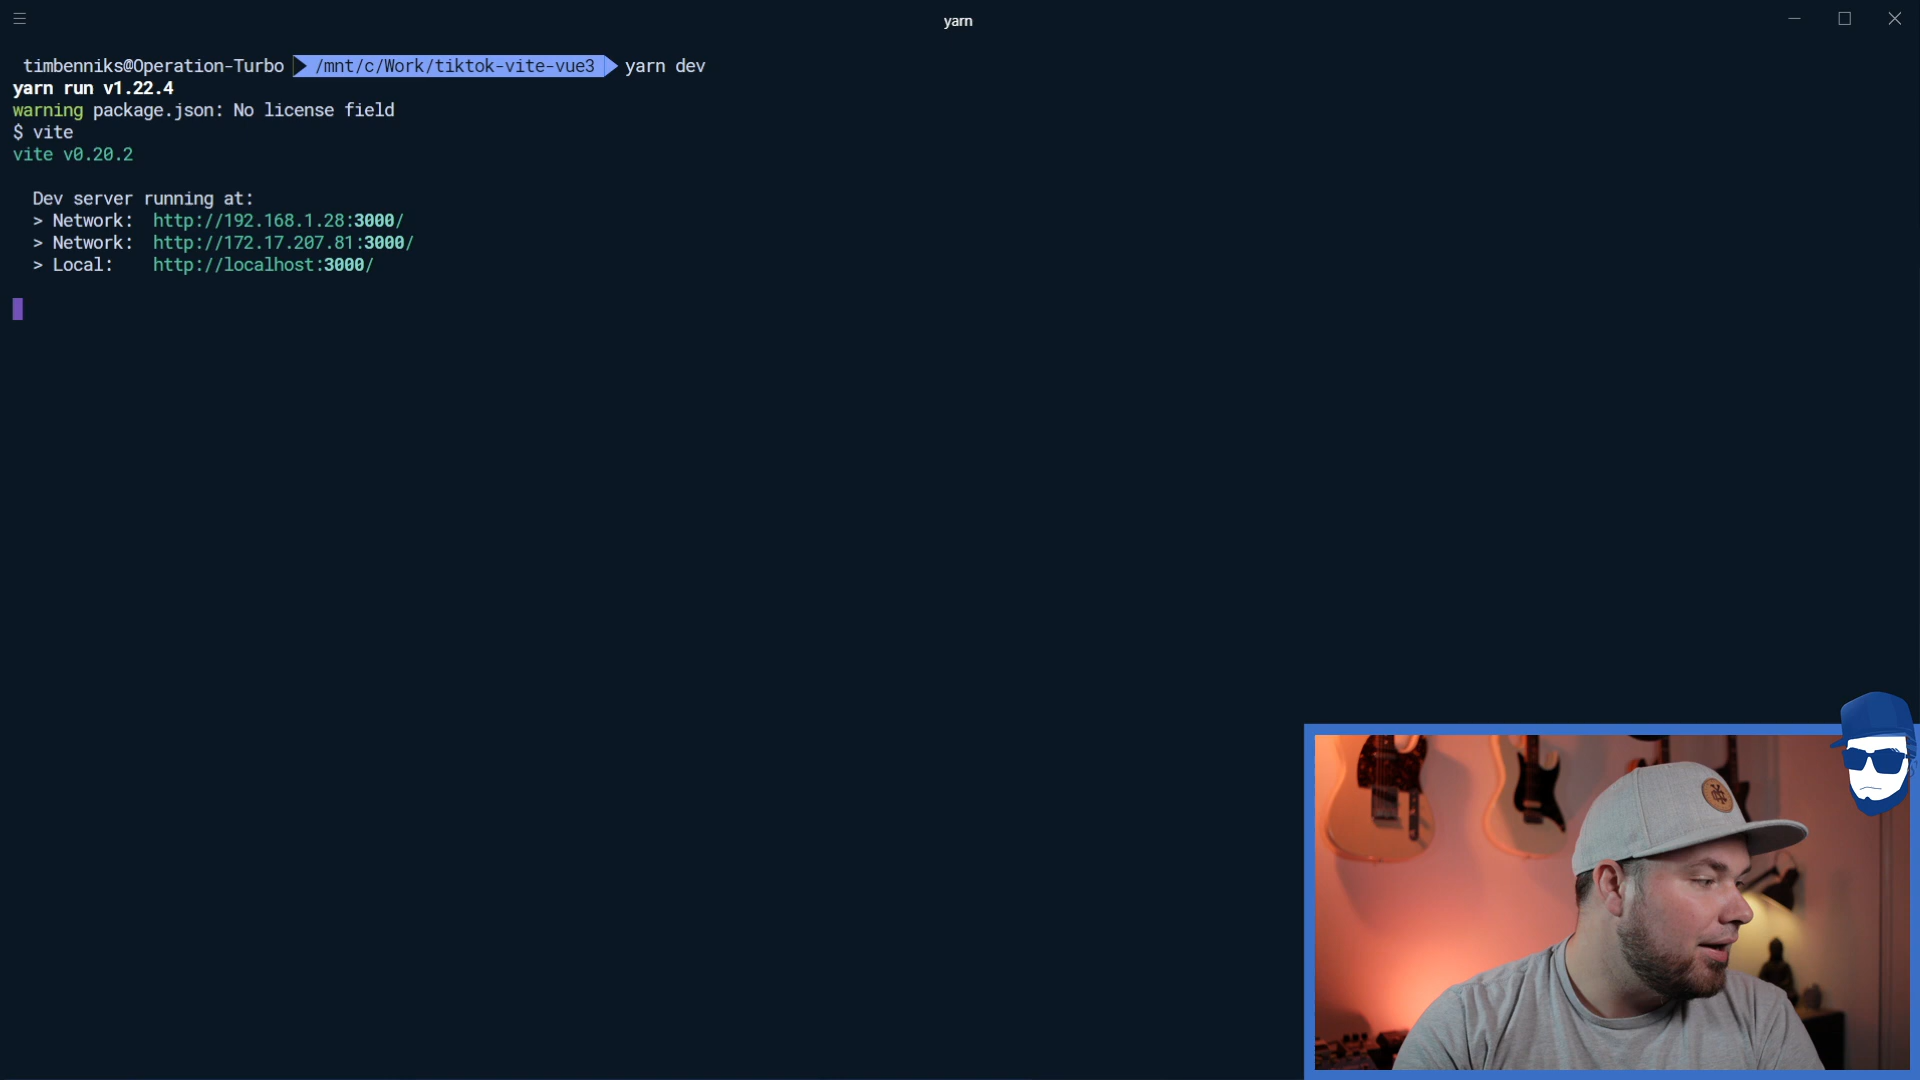 yarn
timbenniks@Operation-Turbo /mnt/c/Work/tiktok-vite-vue3 yarn dev
yarn run v1.22.4
warning package.json: No license field
$ vite
vite v0.20.2
Dev server running at:
> Network: http://192.168.1.28:3000/
> Network: http://172.17.207.81:3000/
> Local: http://localhost:3000/